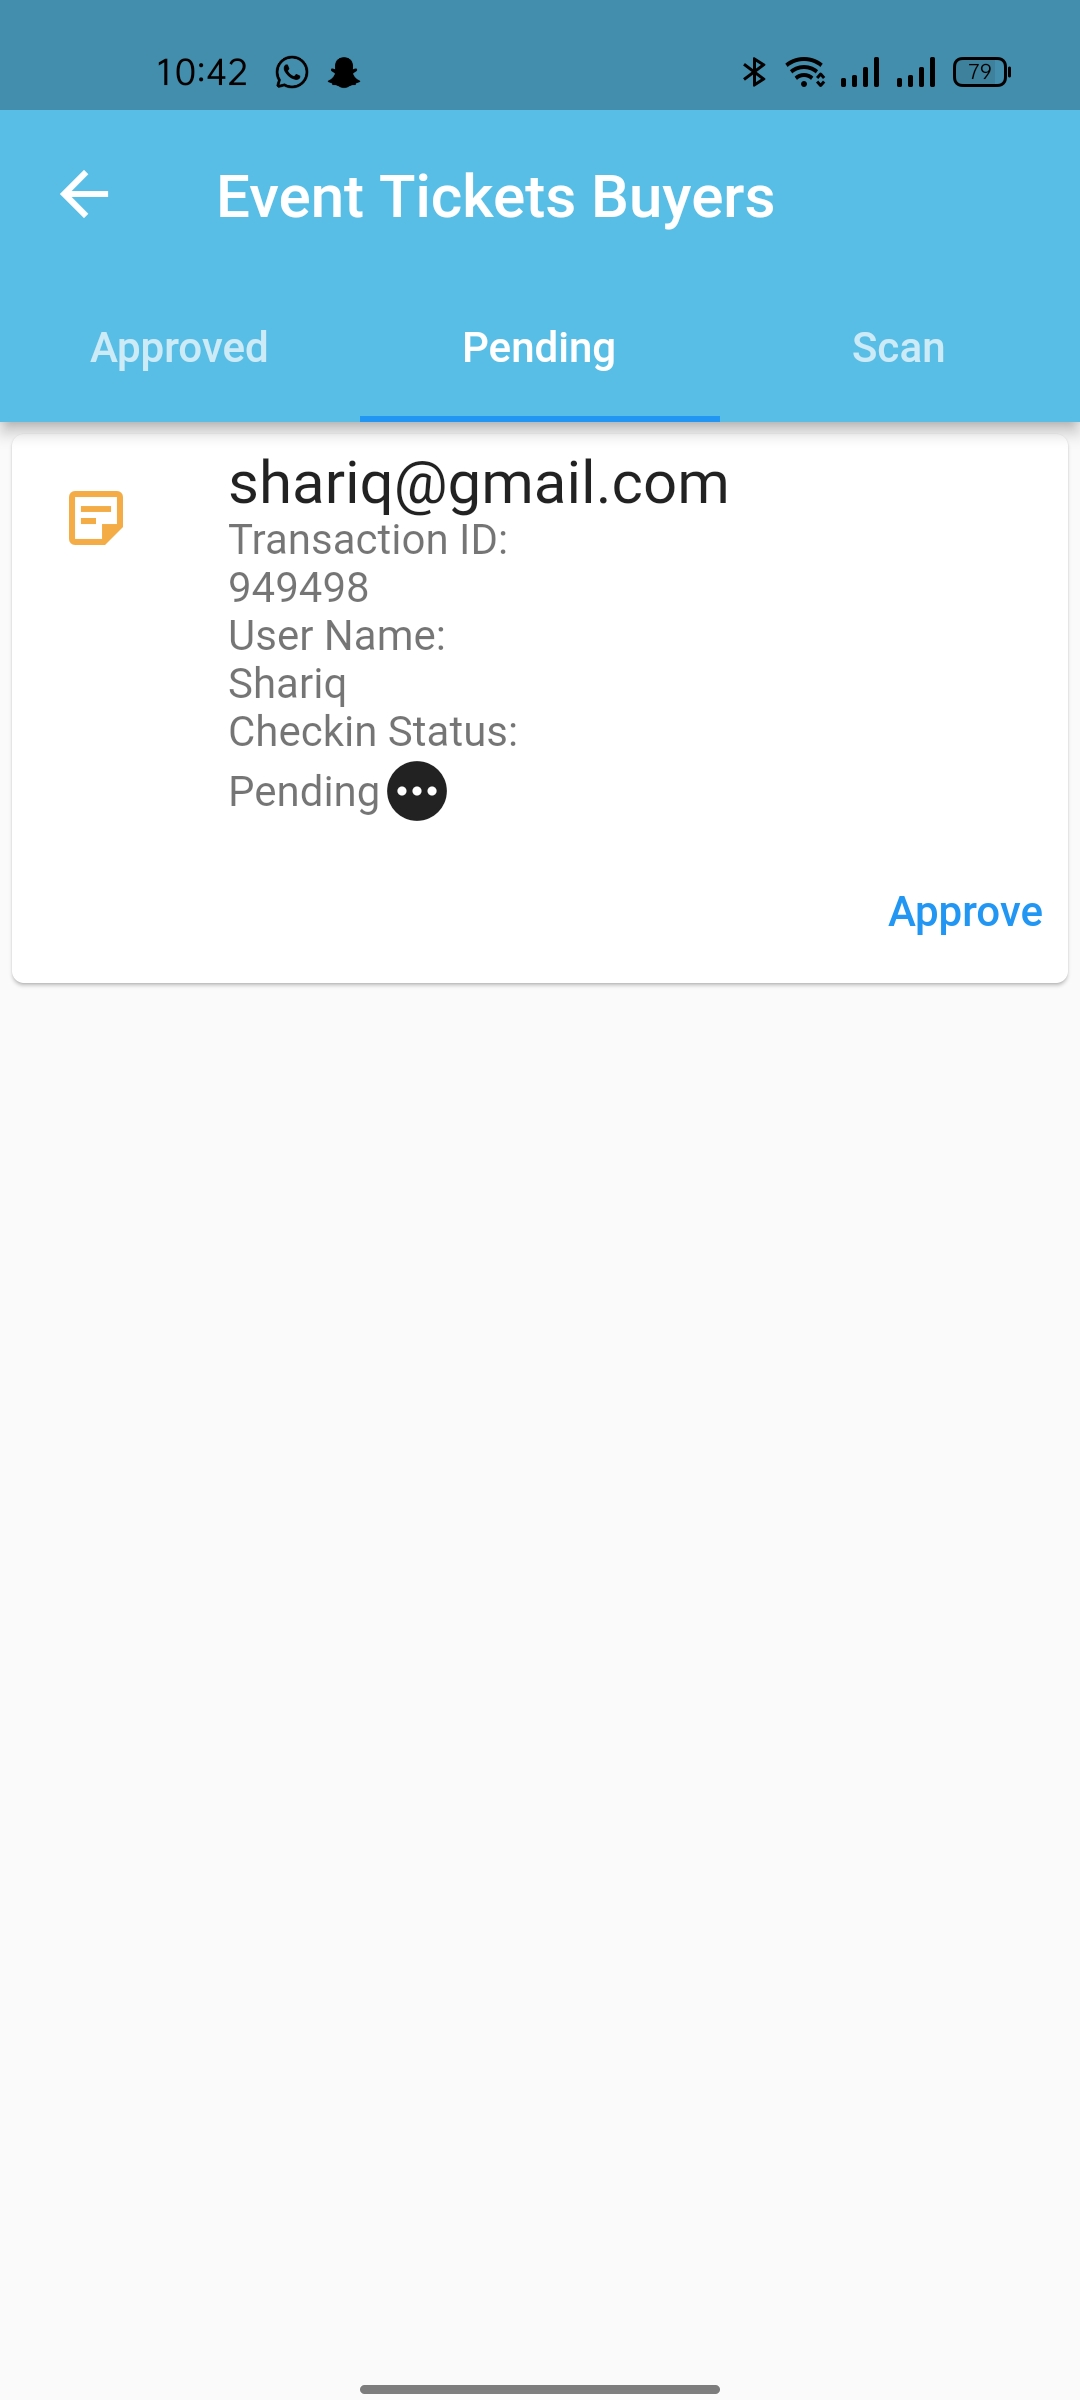 10:42
79
Event Tickets Buyers
Approved Pending Scan
shariq@gmail.com
Transaction ID:
949498
User Name:
Shariq
Checkin Status:
Pending
Approve